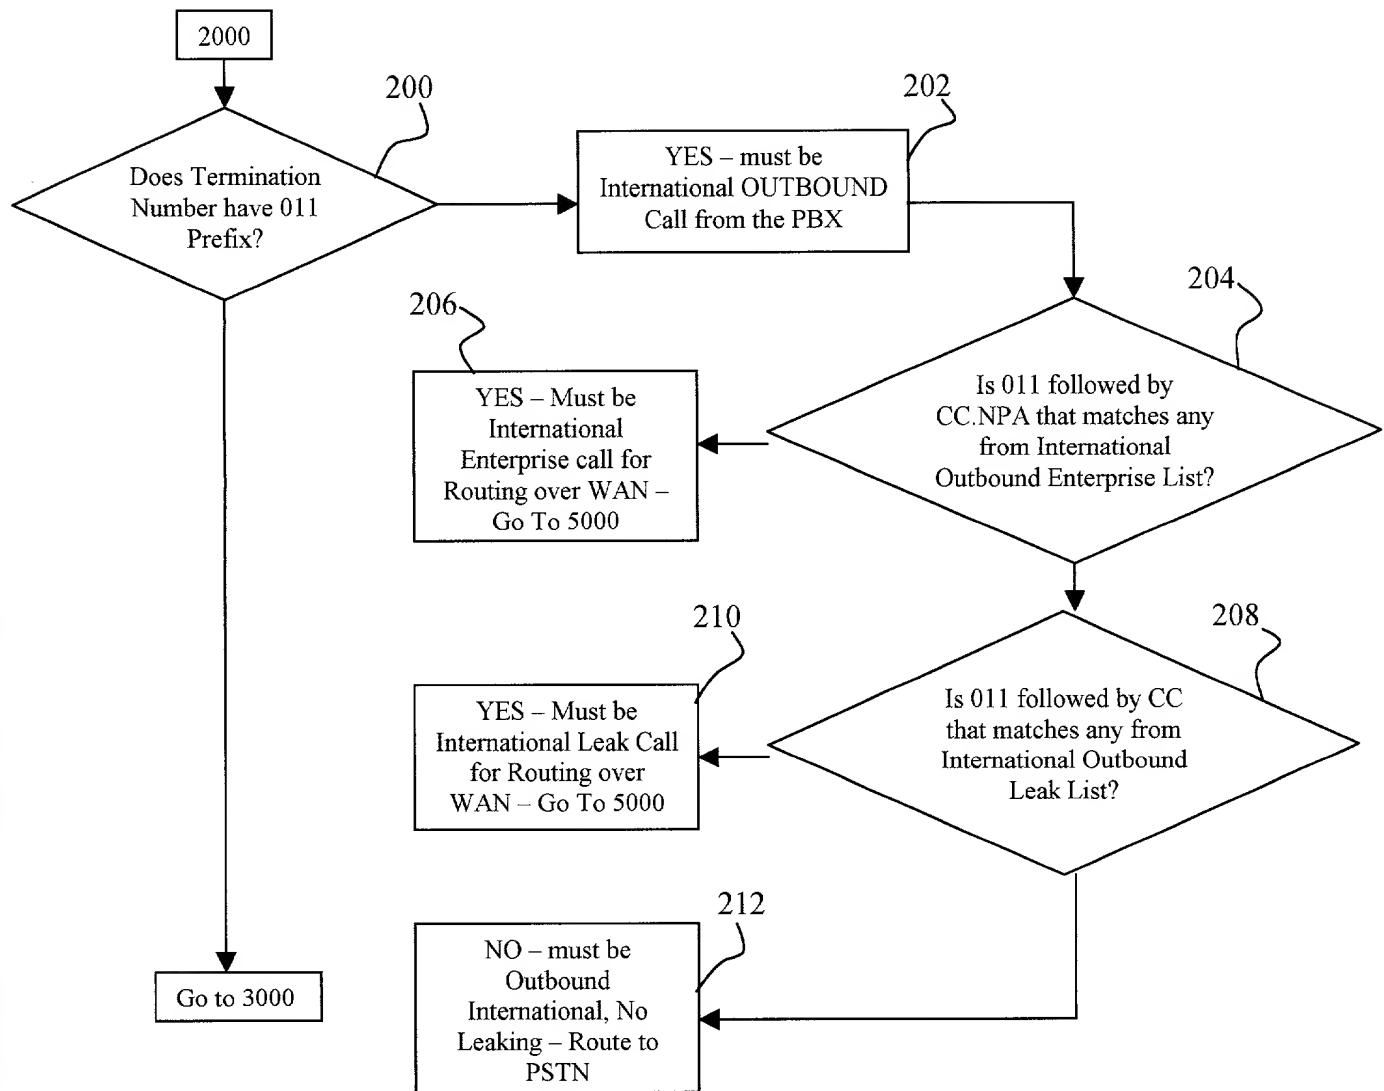 2000
200
Does Termination
Number have 011
Prefix?
202
YES – must be
International OUTBOUND
Call from the PBX
204
Is 011 followed by
CC.NPA that matches any
from International
Outbound Enterprise List?
206
YES – Must be
International
Enterprise call for
Routing over WAN –
Go To 5000
208
Is 011 followed by CC
that matches any from
International Outbound
Leak List?
210
YES – Must be
International Leak Call
for Routing over
WAN – Go To 5000
212
NO – must be
Outbound
International, No
Leaking – Route to
PSTN
Go to 3000